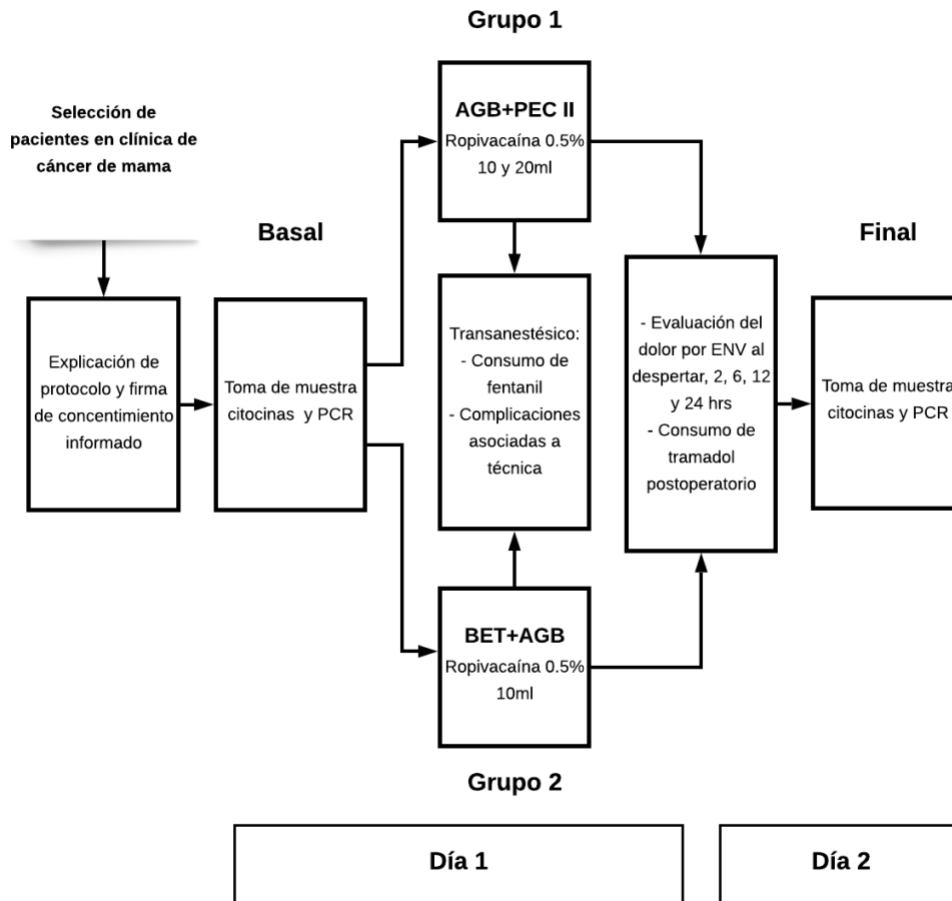 Grupo 1
Selección de
pacientes en clínica de
cáncer de mama
Explicación de
protocolo y firma
de concentimiento
informado
Basal
Toma de muestra
citocinas y PCR
AGB+PEC II
Ropivacaína 0.5%
10 y 20ml
Transanestésico:
- Consumo de
fentanil
- Complicaciones
asociadas a
técnica
BET+AGB
Ropivacaína 0.5%
10ml
Grupo 2
- Evaluación del
dolor por ENV al
despertar, 2, 6, 12
y 24 hrs
- Consumo de
tramadol
postoperatorio
Final
Toma de muestra
citocinas y PCR
Día 1
Día 2